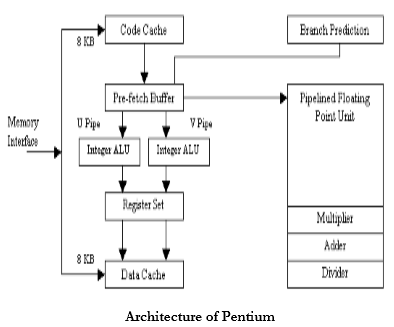 Code Cache
Branch Prediction
8 KB
Pre-fetch Buffer
Pipelined Floating
Point Unit
Memory
Interface
U Pipe
V Pipe
Integer ALU
Integer ALU
Register Set
Multiplier
Adder
8 KB
Data Cache
Divider
Architecture of Pentium